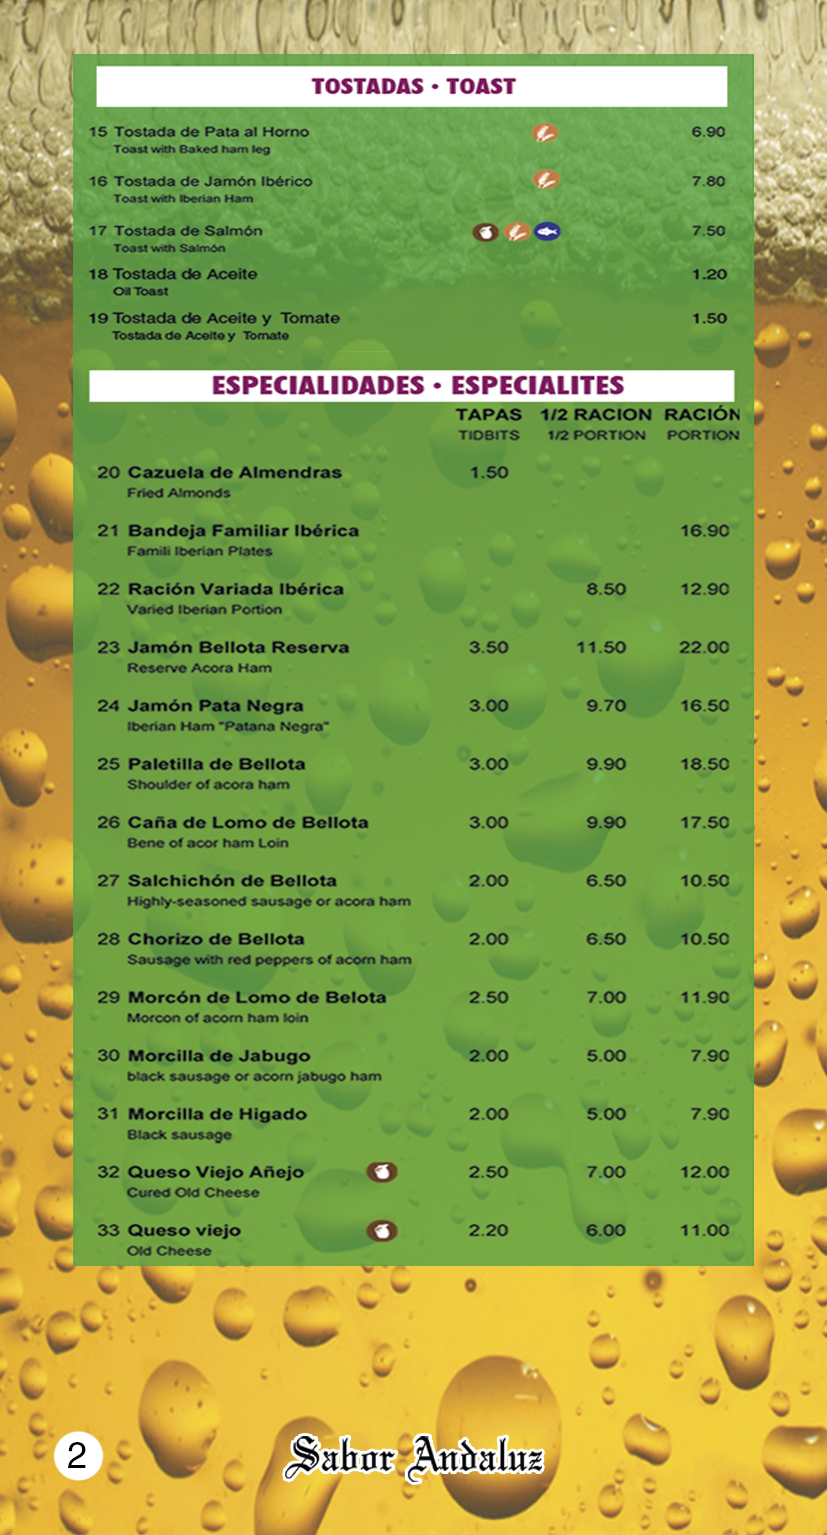 TOSTADAS • TOAST
15 Tostada de Pata al Horno 6.90
Toast with Baked ham leg
16 Tostada de Jamón Ibérico 7.80
Toast with Iberian Ham
17 Tostada de Salmón 7.50
Toast with Salmón
18 Tostada de Aceite 1.20
Oil Toast
19 Tostada de Aceite y Tomate 1.50
Tostada de Aceite y Tomate
ESPECIALIDADES • ESPECIALITES
TAPAS 1/2 RACION RACIÓN
TIDBITS 1/2 PORTION PORTION
20 Cazuela de Almendras 1.50
Fried Almonds
21 Bandeja Familiar Ibérica 16.90
Famili Iberian Plates
22 Ración Variada Ibérica 8.50 12.90
Varied Iberian Portion
23 Jamón Bellota Reserva 3.50 11.50 22.00
Reserve Acora Ham
24 Jamón Pata Negra 3.00 9.70 16.50
Iberian Ham "Patana Negra"
25 Paletilla de Bellota 3.00 9.90 18.50
Shoulder of acora ham
26 Caña de Lomo de Bellota 3.00 9.90 17.50
Bene of acor ham Loin
27 Salchichón de Bellota 2.00 6.50 10.50
Highly-seasoned sausage or acora ham
28 Chorizo de Bellota 2.00 6.50 10.50
Sausage with red peppers of acorn ham
29 Morcón de Lomo de Belota 2.50 7.00 11.90
Morcon of acorn ham loin
30 Morcilla de Jabugo 2.00 5.00 7.90
black sausage or acorn jabugo ham
31 Morcilla de Higado 2.00 5.00 7.90
Black sausage
32 Queso Viejo Añejo 2.50 7.00 12.00
Cured Old Cheese
33 Queso viejo 2.20 6.00 11.00
Old Cheese
2 Sabor Andaluz